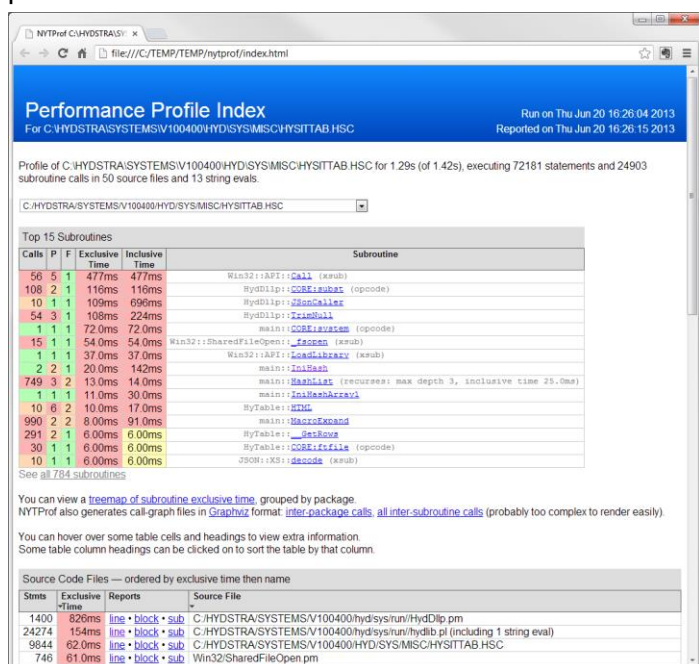 NYTProf C:\HYDSTRA\SY
file:///C:/TEMP/TEMP/nytprof/index.html
Performance Profile Index
For C:\HYDSTRA\SYSTEMS\V100400\HYD\SYS\MISC\HYSITTAB.HSC
Run on Thu Jun 20 16:26:04 2013
Reported on Thu Jun 20 16:26:15 2013
Profile of C:\HYDSTRA\SYSTEMS\V100400\HYD\SYS\MISC\HYSITTAB.HSC for 1.29s (of 1.42s), executing 72181 statements and 24903
subroutine calls in 50 source files and 13 string evals.
C:/HYDSTRA/SYSTEMS/V100400/HYD/SYS/MISC/HYSITTAB.HSC
Top 15 Subroutines
Calls P F Exclusive Time Inclusive Time Subroutine
56 5 1 477ms 477ms Win32::API::Call (xsub)
108 2 1 116ms 116ms HydDllp::CORE:subst (opcode)
10 1 1 109ms 696ms HydDllp::JSonCaller
54 3 1 108ms 224ms HydDllp::TrimNull
1 1 1 72.0ms 72.0ms main::CORE:system (opcode)
15 1 1 54.0ms 54.0ms Win32::SharedFileOpen::_fsopen (xsub)
1 1 1 37.0ms 37.0ms Win32::API::LoadLibrary (xsub)
2 2 1 20.0ms 142ms main::IniHash
749 3 2 13.0ms 14.0ms main::HashList (recurses: max depth 3, inclusive time 25.0ms)
1 1 1 11.0ms 30.0ms main::IniHashArray1
10 6 2 10.0ms 17.0ms HyTable::HTML
990 2 2 8.00ms 91.0ms main::MacroExpand
291 2 1 6.00ms 6.00ms HyTable::__GetRows
30 1 1 6.00ms 6.00ms HyTable::CORE:ftfile (opcode)
10 1 1 6.00ms 6.00ms JSON::XS::decode (xsub)
See all 784 subroutines
You can view a treemap of subroutine exclusive time, grouped by package.
NYTProf also generates call-graph files in Graphviz format: inter-package calls, all inter-subroutine calls (probably too complex to render easily).
You can hover over some table cells and headings to view extra information.
Some table column headings can be clicked on to sort the table by that column.
Source Code Files — ordered by exclusive time then name
Stmts Exclusive Time Reports Source File
1400 826ms line • block • sub C:/HYDSTRA/SYSTEMS/V100400/hyd/sys/run//HydDllp.pm
24274 154ms line • block • sub C:/HYDSTRA/SYSTEMS/V100400/hyd/sys/run//hydlib.pl (including 1 string eval)
9844 62.0ms line • block • sub C:/HYDSTRA/SYSTEMS/V100400/HYD/SYS/MISC/HYSITTAB.HSC
746 61.0ms line • block • sub Win32/SharedFileOpen.pm